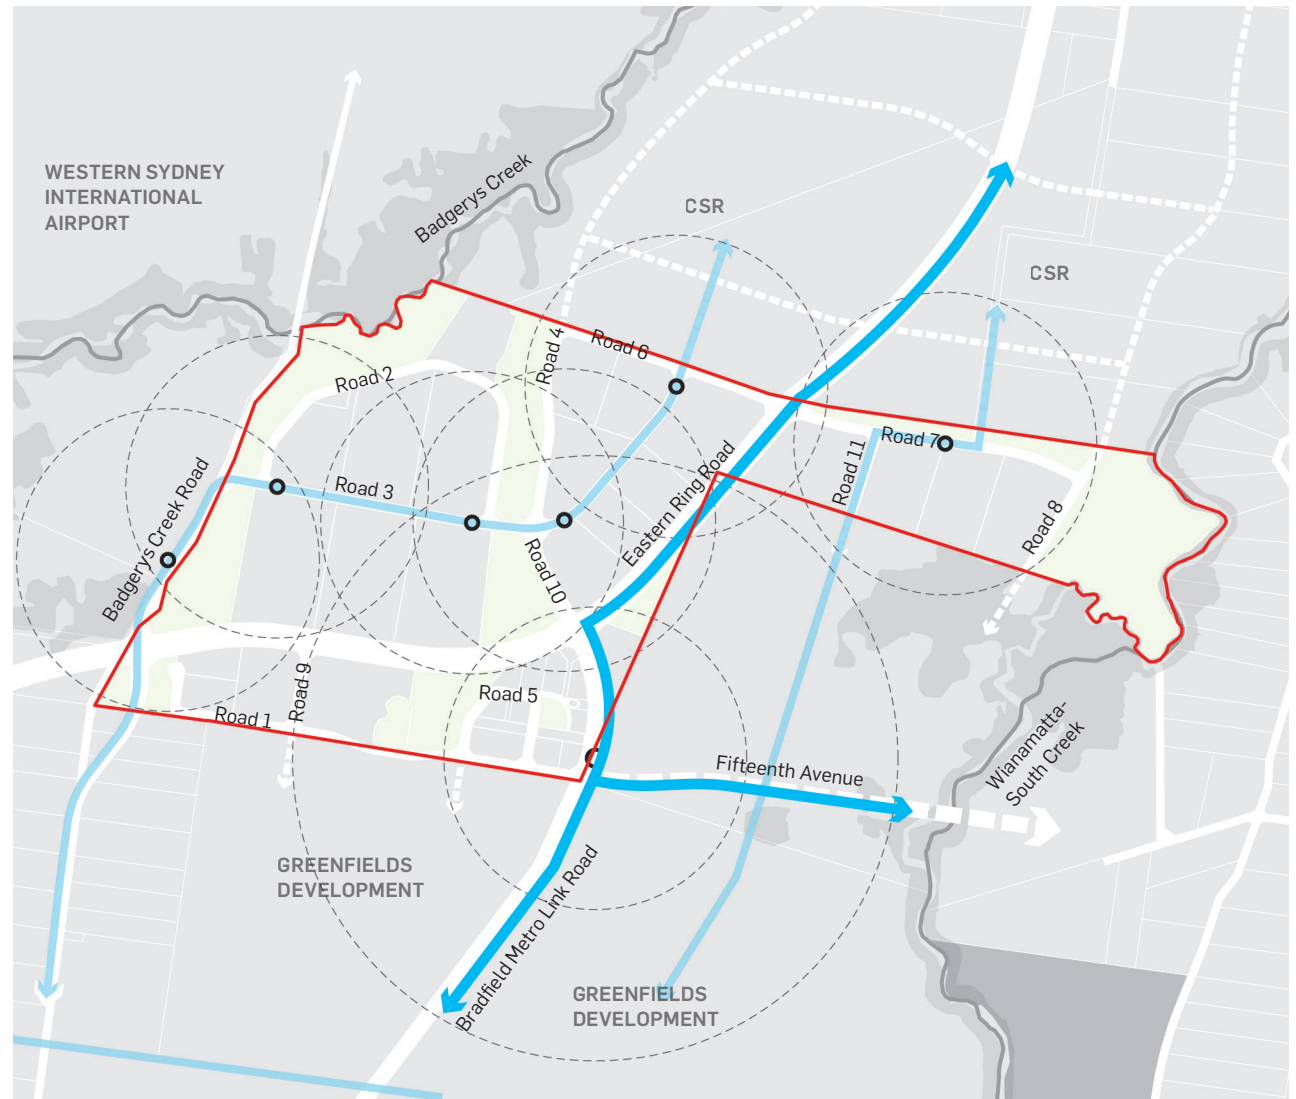 WESTERN SYDNEY
INTERNATIONAL
AIRPORT
Badgerys Creek
CSR
CSR
Road 4
Road 6
Road 2
Road 7
Road 11
Eastern Ring Road
Road 3
Badgerys Creek Road
Road 8
Road 10
Road 9
Road 5
Road 1
Fifteenth Avenue
Wianamatta-
South Creek
GREENFIELDS
DEVELOPMENT
Bradfield Metro Link Road
GREENFIELDS
DEVELOPMENT